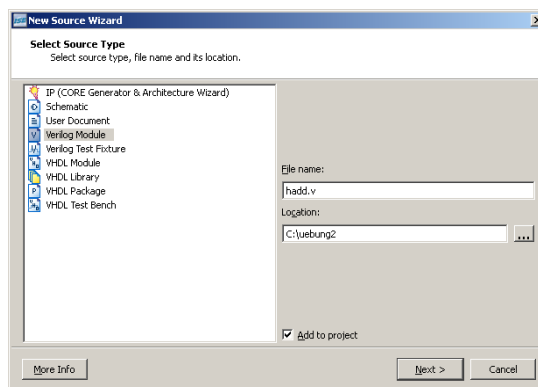 New Source Wizard
Select Source Type
Select source type, file name and its location.
IP (CORE Generator & Architecture Wizard)
Schematic
User Document
Verilog Module
Verilog Test Fixture
VHDL Module
VHDL Library
VHDL Package
VHDL Test Bench
File name:
hadd.v
Location:
C:\uebung2
...
Add to project
More Info
Next >
Cancel